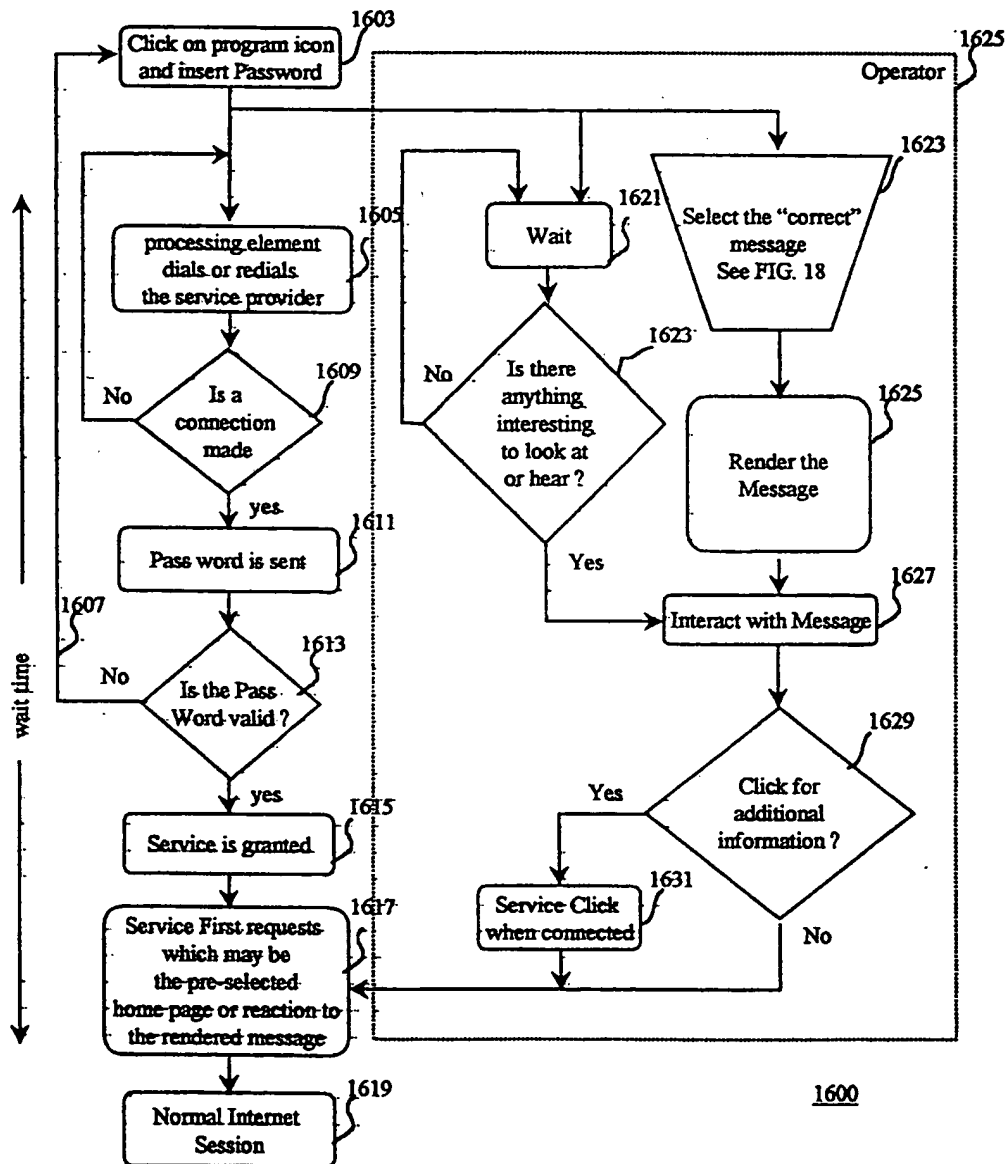 1603
Click on program icon
and insert Password
1625
Operator
1605
processing element
dials or redials
the service provider
1609
No
Is a
connection
made
yes
1611
Pass word is sent
1607
No
1613
Is the Pass
Word valid ?
yes
1615
Service is granted
1617
Service First requests
which may be
the pre-selected
home page or reaction to
the rendered message
1619
Normal Internet
Session
wait time
1621
Wait
1623
No
Is there
anything
interesting
to look at
or hear ?
Yes
1623
Select the “correct”
message
See FIG. 18
1625
Render the
Message
1627
Interact with Message
1629
Yes
Click for
additional
information ?
No
1631
Service Click
when connected
1600